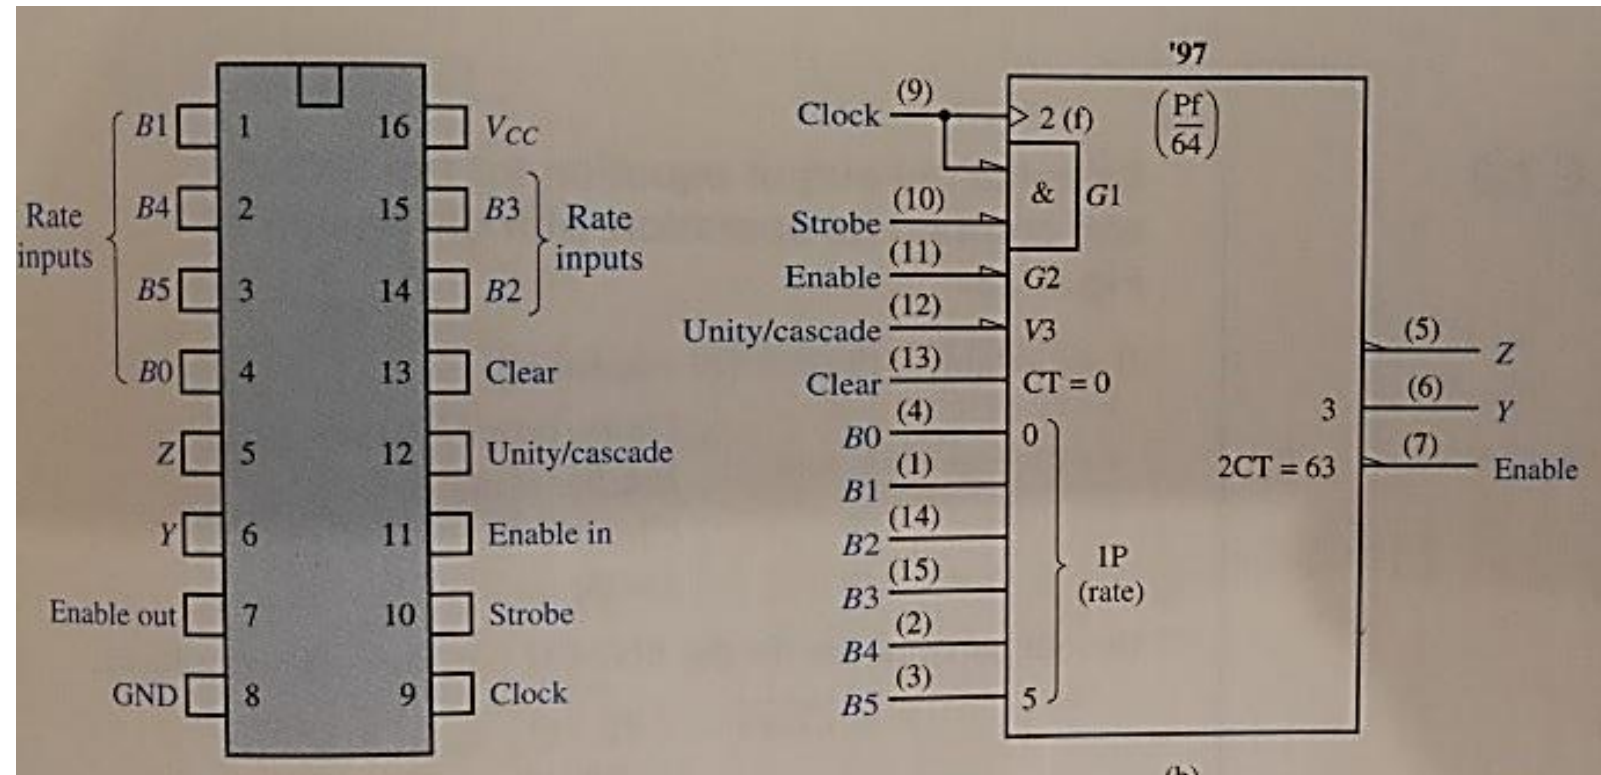 B1 1 16 VCC
B4 2 15 B3
Rate inputs
Rate inputs
B5 3 14 B2
B0 4 13 Clear
Z 5 12 Unity/cascade
Y 6 11 Enable in
Enable out 7 10 Strobe
GND 8 9 Clock
'97
Clock (9) 2 (f) (Pf/64)
& G1
Strobe (10)
Enable (11) G2
Unity/cascade (12) V3
Clear (13) CT = 0
B0 (4) 0
B1 (1)
B2 (14)
B3 (15)
1P
(rate)
B4 (2)
B5 (3) 5
(5) Z
3 (6) Y
2CT = 63 (7) Enable